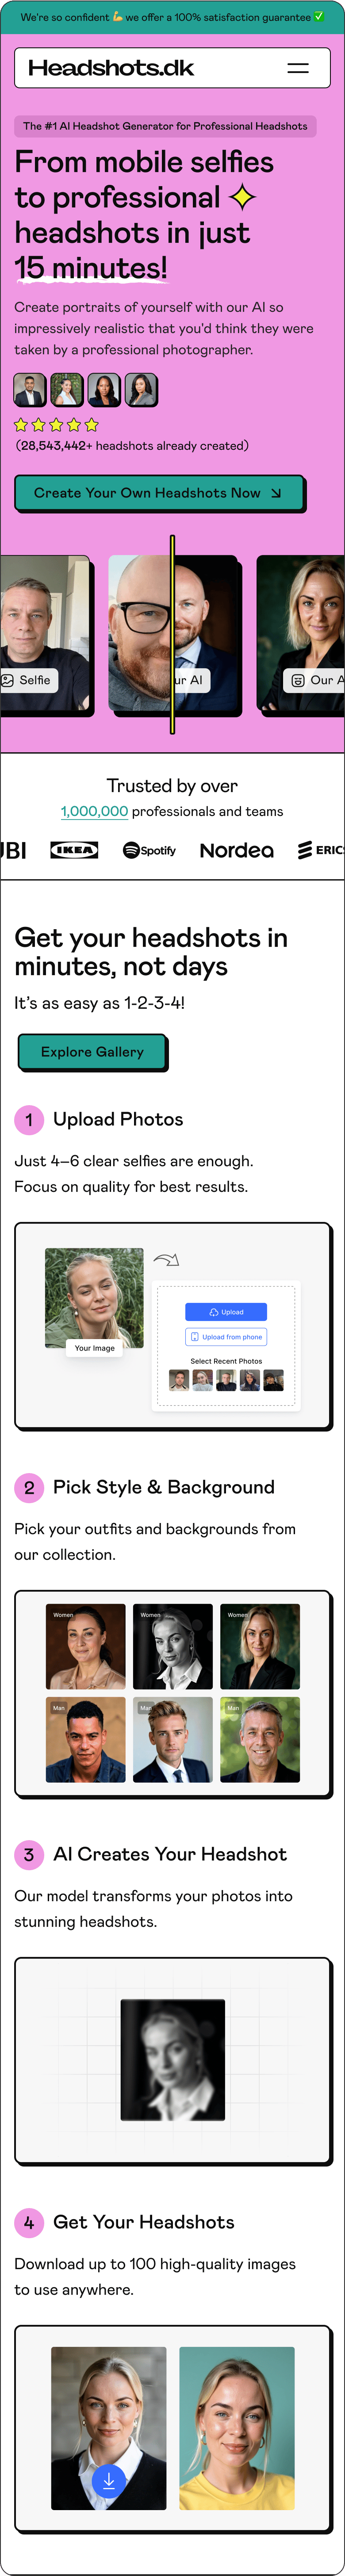 We're so confident 💪 we offer a 100% satisfaction guarantee ✅
Headshots.dk
The #1 AI Headshot Generator for Professional Headshots
From mobile selfies
to professional
headshots in just
15 minutes!
Create portraits of yourself with our AI so
impressively realistic that you'd think they were
taken by a professional photographer.
(28,543,442+ headshots already created)
Create Your Own Headshots Now
Selfie
ur AI
Our A
Trusted by over
1,000,000 professionals and teams
UBI
IKEA
Spotify
Nordea
ERICS
Get your headshots in
minutes, not days
It's as easy as 1-2-3-4!
Explore Gallery
1 Upload Photos
Just 4–6 clear selfies are enough.
Focus on quality for best results.
Your Image
Upload
Upload from phone
Select Recent Photos
2 Pick Style & Background
Pick your outfits and backgrounds from
our collection.
Women
Women
Women
Man
Man
Man
3 AI Creates Your Headshot
Our model transforms your photos into
stunning headshots.
4 Get Your Headshots
Download up to 100 high-quality images
to use anywhere.